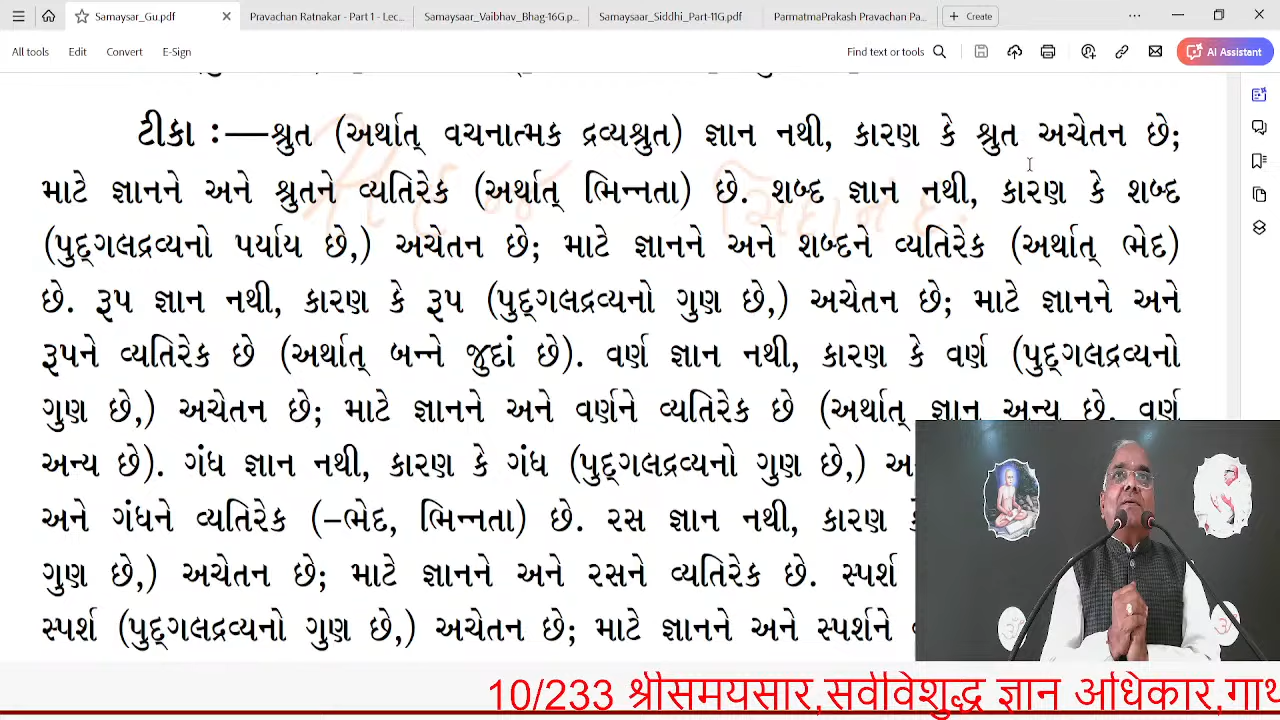 Samaysar_Gu.pdf
Pravachan Ratnakar - Part 1 - Lec...
Samaysaar_Vaibhav_Bhag-16G.p...
Samaysaar_Siddhi_Part-11G.pdf
ParmatmaPrakash Pravachan Pa...
+ Create
All tools Edit Convert E-Sign
Find text or tools
AI Assistant
ટીકા :—શ્રુત (અર્થાત્ વચનાત્મક દ્રવ્યશ્રુત) જ્ઞાન નથી, કારણ કે શ્રુત અચેતન છે;
માટે જ્ઞાનને અને શ્રુતને વ્યતિરેક (અર્થાત્ ભિન્નતા) છે. શબ્દ જ્ઞાન નથી, કારણ કે શબ્દ
(પુદ્ગલદ્રવ્યનો પર્યાય છે,) અચેતન છે; માટે જ્ઞાનને અને શબ્દને વ્યતિરેક (અર્થાત્ ભેદ)
છે. રૂપ જ્ઞાન નથી, કારણ કે રૂપ (પુદ્ગલદ્રવ્યનો ગુણ છે,) અચેતન છે; માટે જ્ઞાનને અને
રૂપને વ્યતિરેક છે (અર્થાત્ બન્ને જુદાં છે). વર્ણ જ્ઞાન નથી, કારણ કે વર્ણ (પુદ્ગલદ્રવ્યનો
ગુણ છે,) અચેતન છે; માટે જ્ઞાનને અને વર્ણને વ્યતિરેક છે (અર્થાત્ જ્ઞાન અન્ય છે. વર્ણ
અન્ય છે). ગંધ જ્ઞાન નથી, કારણ કે ગંધ (પુદ્ગલદ્રવ્યનો ગુણ છે,)
અને ગંધને વ્યતિરેક (–ભેદ, ભિન્નતા) છે. રસ જ્ઞાન નથી, કારણ
ગુણ છે,) અચેતન છે; માટે જ્ઞાનને અને રસને વ્યતિરેક છે. સ્પર્શ
સ્પર્શ (પુદ્ગલદ્રવ્યનો ગુણ છે,) અચેતન છે; માટે જ્ઞાનને અને સ્પર્શને
10/233 श्रीसमयसार,सर्वविशुद्ध ज्ञान अधिकार,गाथ